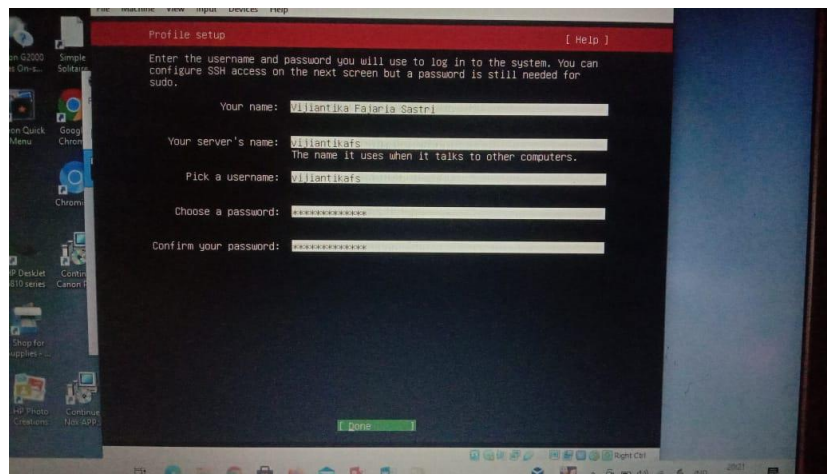 File Machine View Input Devices Help
Profile setup
[ Help ]
Enter the username and password you will use to log in to the system. You can
configure SSH access on the next screen but a password is still needed for
sudo.
Your name: Vijiantika Fajaria Sastri
Your server's name: vijiantikafs
The name it uses when it talks to other computers.
Pick a username: vijiantikafs
Choose a password: *************
Confirm your password: *************
[ Done ]
Right Ctrl
Simple
Solitaire
Menu
HP DeskJet
Canon
Shop for
HP Photo
Creations
Continue